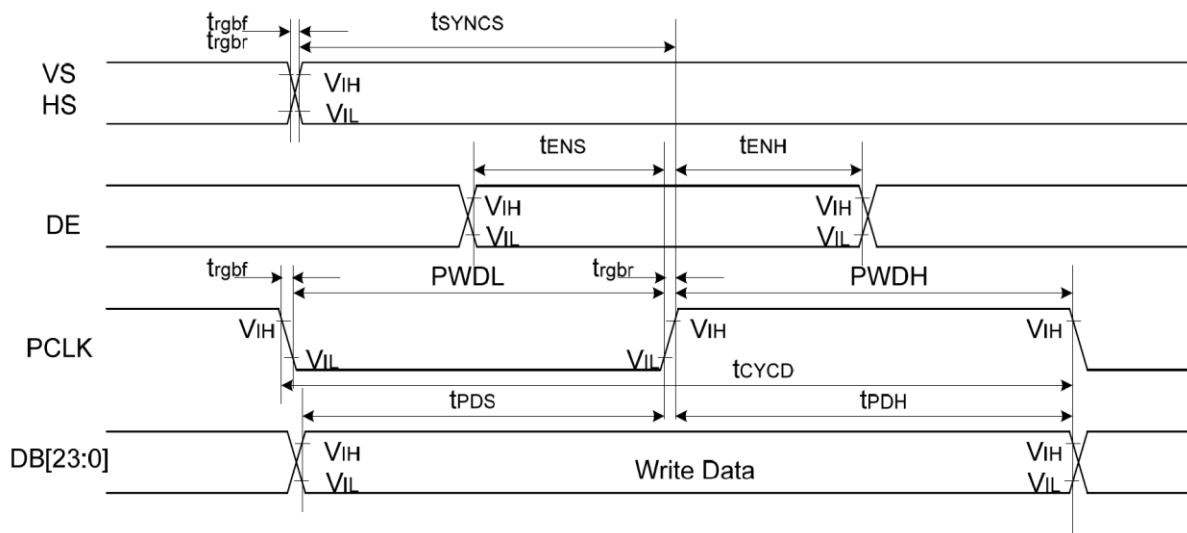 trgbf tSYNCS
trgbr
VS VIH
HS VIL
tENS tENH
DE VIH VIH
VIL VIL
trgbf PWDL trgbr PWDH
PCLK VIH VIH VIH
VIL VIL
tCYCD
tPDS tPDH
DB[23:0] VIH VIH
VIL Write Data VIL